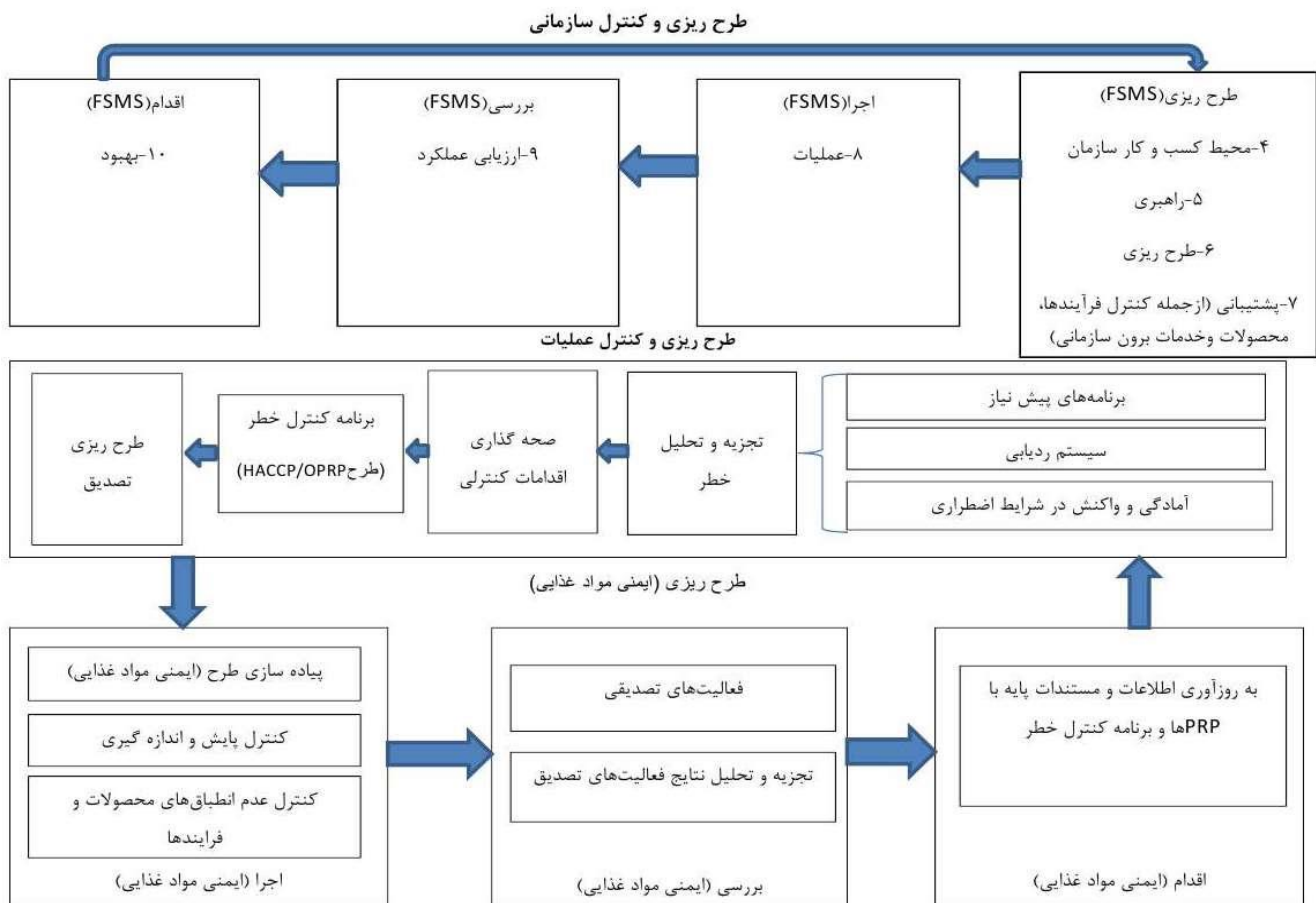 طرح ریزی و کنترل سازمانی
طرح ریزی(FSMS)
۴-محیط کسب و کار سازمان
۵-راهبری
۶-طرح ریزی
۷-پشتیبانی (ازجمله کنترل فرآیندها،
محصولات وخدمات برون سازمانی)
اجرا(FSMS)
۸-عملیات
بررسی(FSMS)
۹-ارزیابی عملکرد
اقدام(FSMS)
۱۰-بهبود
طرح ریزی و کنترل عملیات
برنامه‌های پیش نیاز
سیستم ردیابی
آمادگی و واکنش در شرایط اضطراری
تجزیه و تحلیل
خطر
صحه گذاری
اقدامات کنترلی
برنامه کنترل خطر
(طرحHACCP/OPRP)
طرح ریزی
تصدیق
طرح ریزی (ایمنی مواد غذایی)
پیاده سازی طرح (ایمنی مواد غذایی)
کنترل پایش و اندازه گیری
کنترل عدم انطباق‌های محصولات و
فرایندها
اجرا (ایمنی مواد غذایی)
فعالیت‌های تصدیقی
تجزیه و تحلیل نتایج فعالیت‌های تصدیق
بررسی (ایمنی مواد غذایی)
به روزآوری اطلاعات و مستندات پایه با
PRPها و برنامه کنترل خطر
اقدام (ایمنی مواد غذایی)